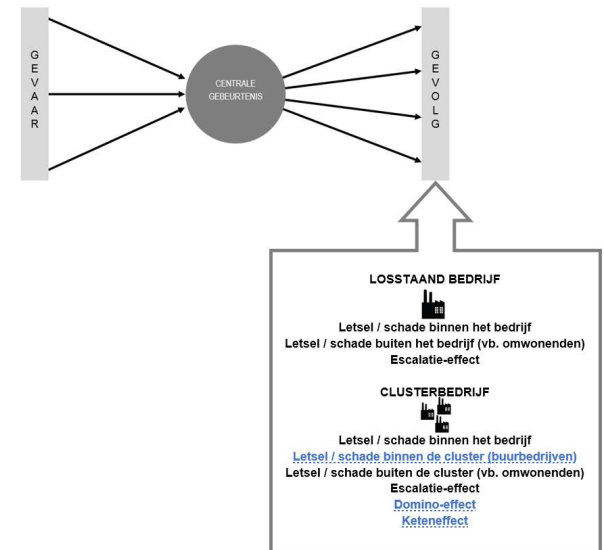 GEVAAR
CENTRALE
GEBEURTENIS
GEVOLG
LOSSTAAND BEDRIJF
Letsel / schade binnen het bedrijf
Letsel / schade buiten het bedrijf (vb. omwonenden)
Escalatie-effect
CLUSTERBEDRIJF
Letsel / schade binnen het bedrijf
Letsel / schade binnen de cluster (buurbedrijven)
Letsel / schade buiten de cluster (vb. omwonenden)
Escalatie-effect
Domino-effect
Keteneffect